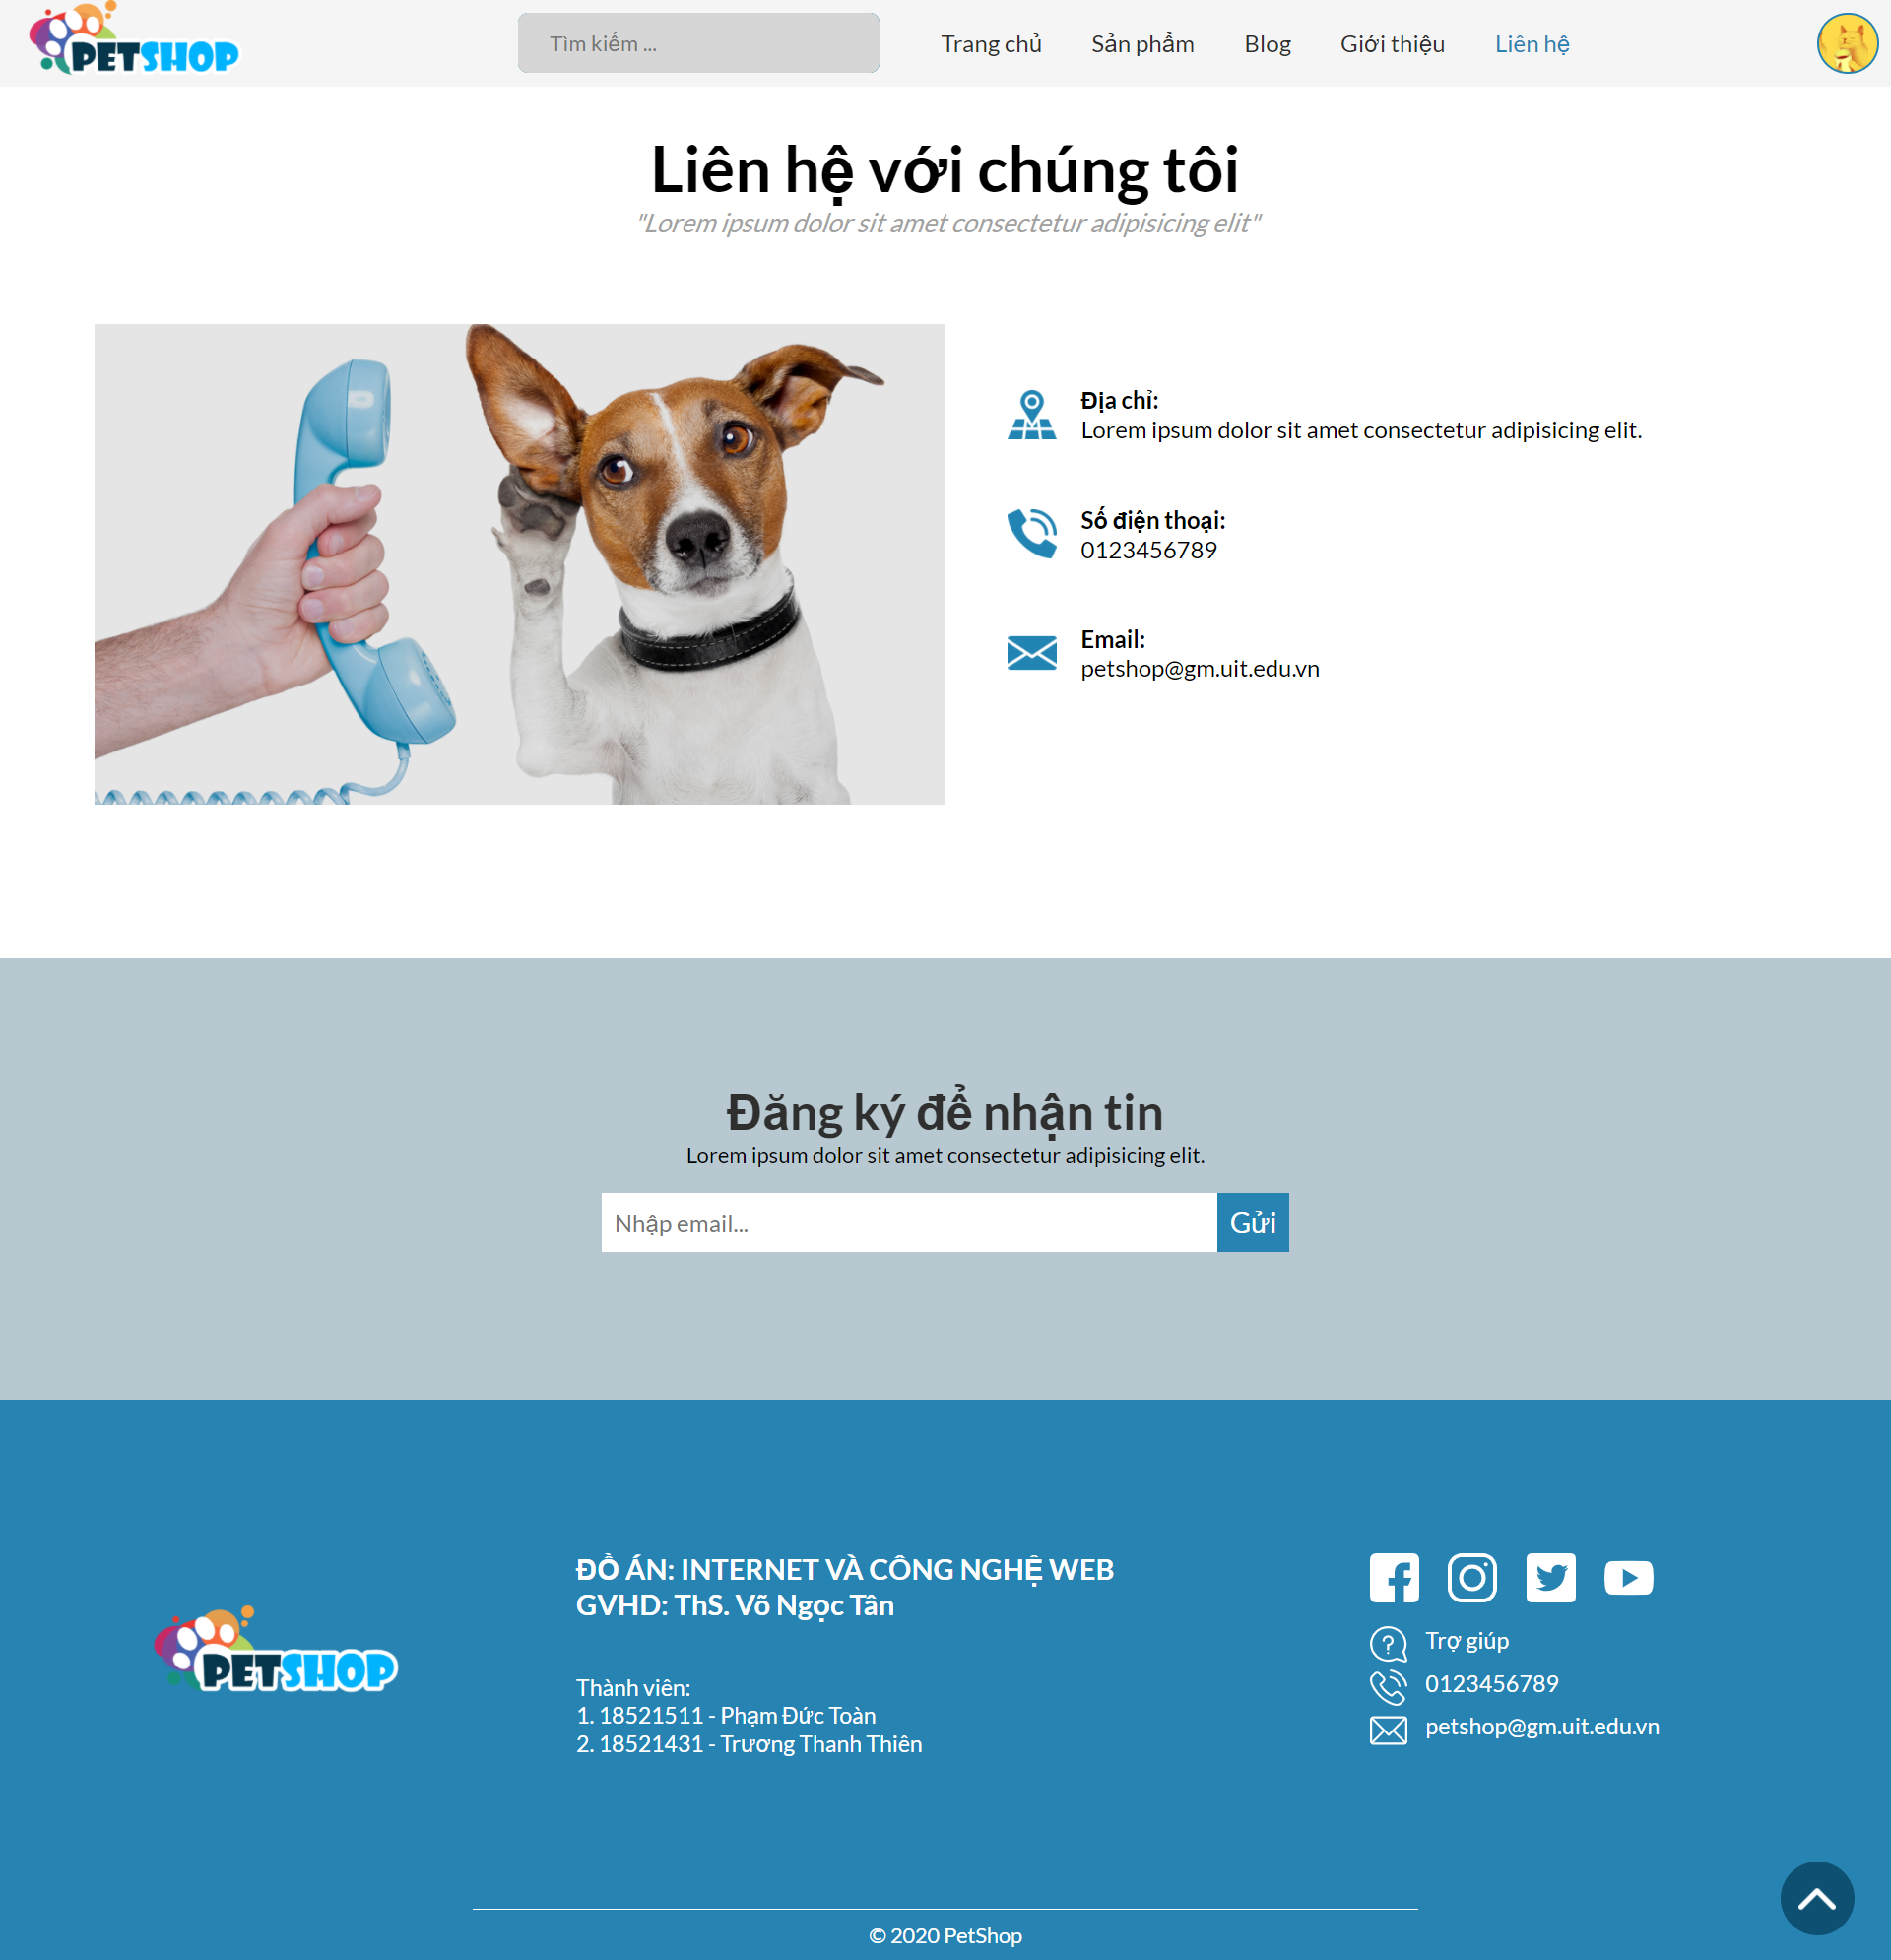 PETSHOP
Tìm kiếm ...
Trang chủ
Sản phẩm
Blog
Giới thiệu
Liên hệ
Liên hệ với chúng tôi
"Lorem ipsum dolor sit amet consectetur adipisicing elit"
Địa chỉ:
Lorem ipsum dolor sit amet consectetur adipisicing elit.
Số điện thoại:
0123456789
Email:
petshop@gm.uit.edu.vn
Đăng ký để nhận tin
Lorem ipsum dolor sit amet consectetur adipisicing elit.
Nhập email...
Gửi
PETSHOP
ĐỒ ÁN: INTERNET VÀ CÔNG NGHỆ WEB
GVHD: ThS. Võ Ngọc Tân
Thành viên:
1. 18521511 - Phạm Đức Toàn
2. 18521431 - Trương Thanh Thiên
Trợ giúp
0123456789
petshop@gm.uit.edu.vn
© 2020 PetShop